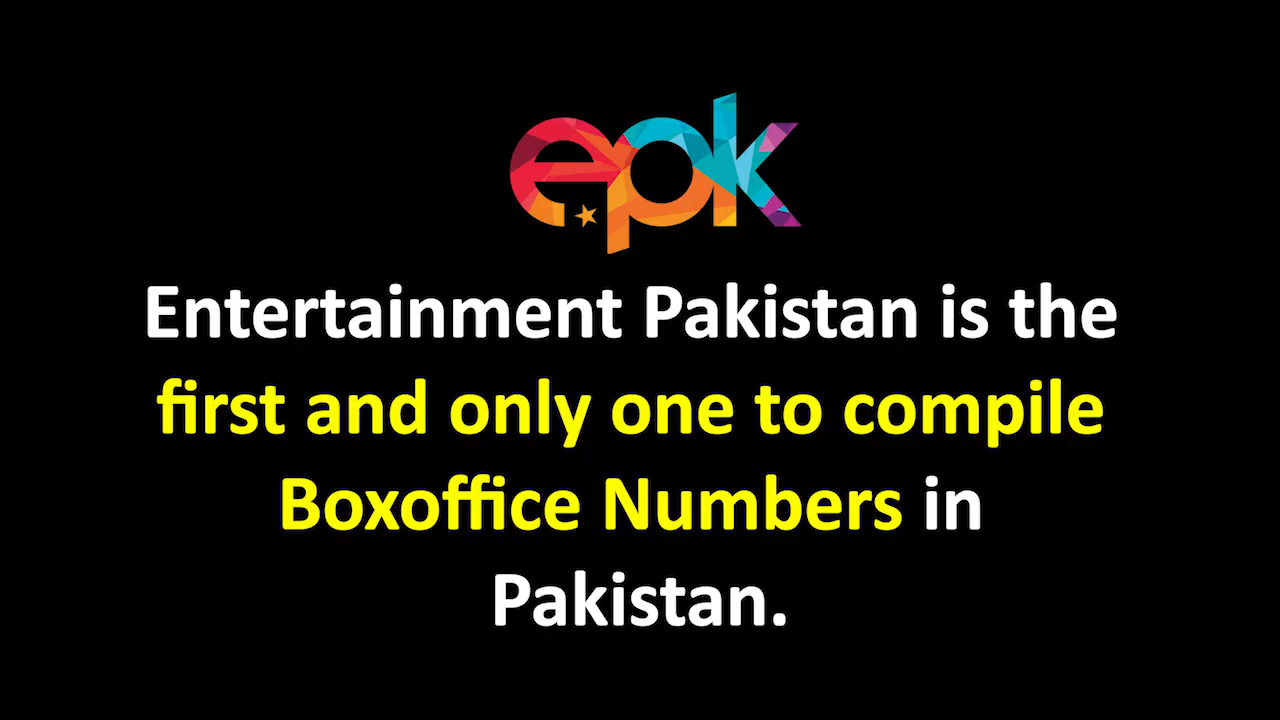 epk
Entertainment Pakistan is the
first and only one to compile
Boxoffice Numbers in
Pakistan.